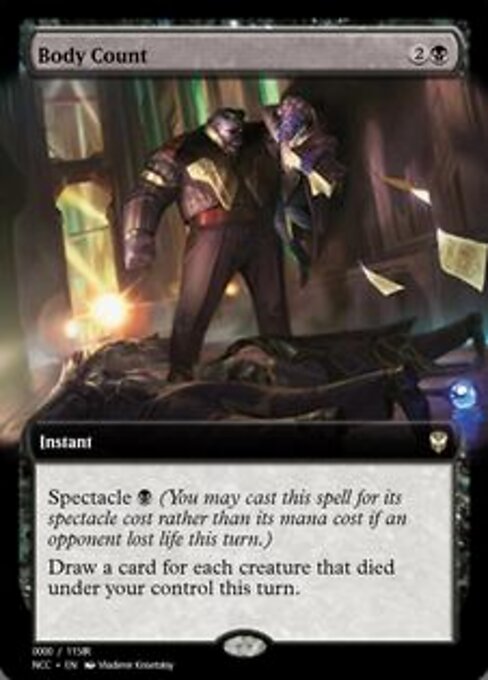 Body Count 2
Instant
Spectacle (You may cast this spell for its
spectacle cost rather than its mana cost if an
opponent lost life this turn.)
Draw a card for each creature that died
under your control this turn.
000 / 115R
NCC • EN Vladimir Krisetskiy